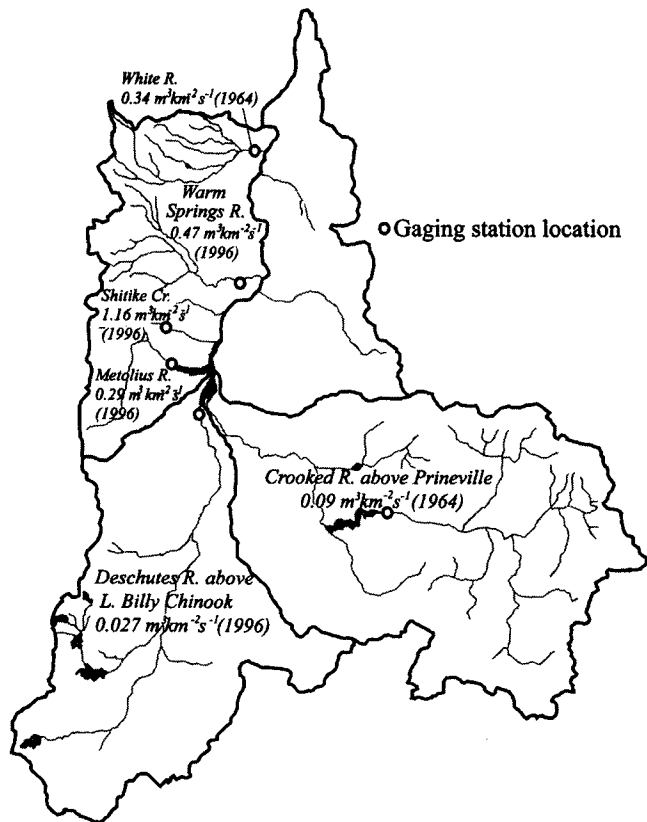 White R.
0.34 m³km⁻² s⁻¹ (1964)
Warm
Springs R.
0.47 m³km⁻²s⁻¹
(1996)
Gaging station location
Shitike Cr.
1.16 m³km⁻²s⁻¹
(1996)
Metolius R.
0.29 m³km⁻²s⁻¹
(1996)
Crooked R. above Prineville
0.09 m³km⁻²s⁻¹ (1964)
Deschutes R. above
L. Billy Chinook
0.027 m³km⁻²s⁻¹ (1996)